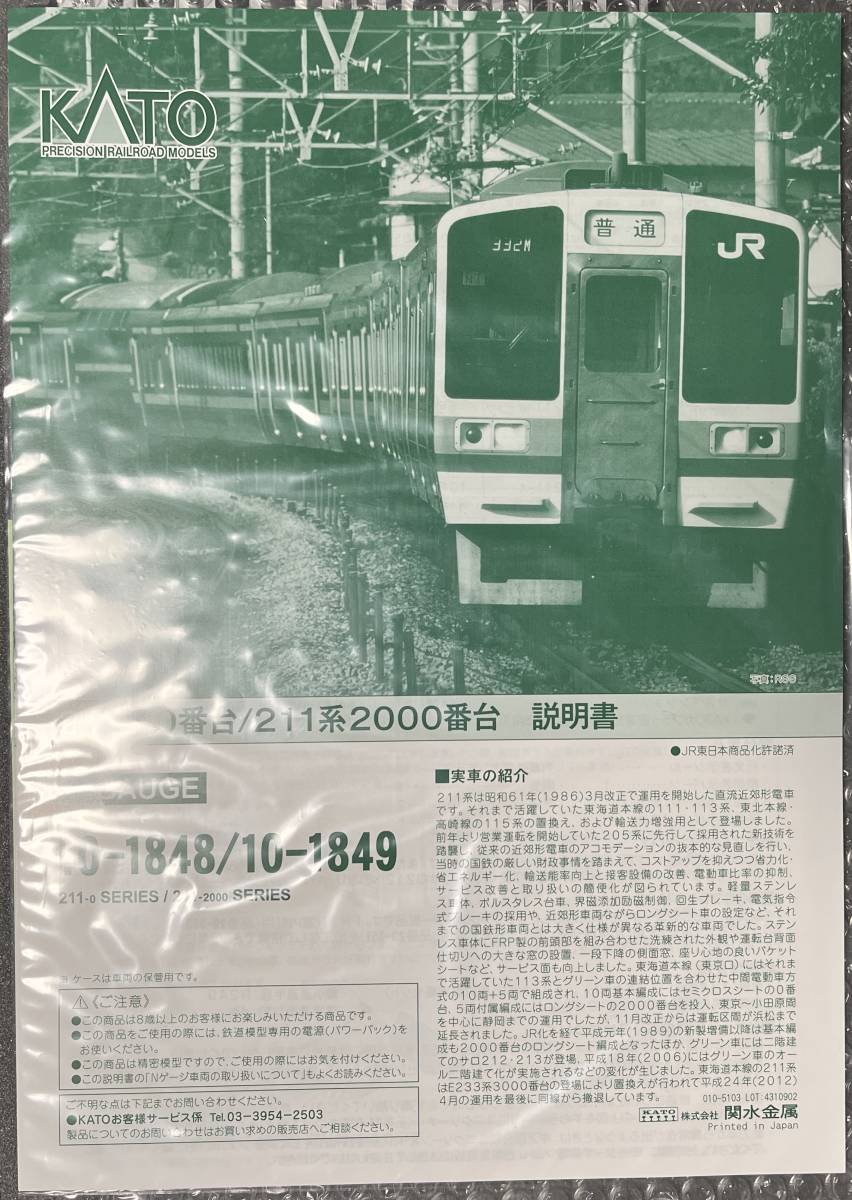 KATO
PRECISION RAILROAD MODELS
普通
332M
JR
写真:RGG
0番台/211系2000番台 説明書
●JR東日本商品化許諾済
GAUGE
10-1848/10-1849
211-0 SERIES / 211-2000 SERIES
※ケースは車両の保管用です。
⚠《ご注意》
●この商品は8歳以上のお客様にお楽しみいただける商品です。
●この商品をご使用の際には、鉄道模型専用の電源(パワーパック)を
お使いください。
●この商品は精密模型ですので、ご使用の際にはお気を付けください。
●この説明書の「Nゲージ車両の取り扱いについて」もよくお読みください。
ご不明な点は下記までお問い合わせください。
●KATOお客様サービス係 Tel.03-3954-2503
製品についてのお問い合わせはお買い求めの販売店へご相談ください。
■実車の紹介
211系は昭和61年(1986)3月改正で運用を開始した直流近郊形電車
です。それまで活躍していた東海道本線の111・113系、東北本線・
高崎線の115系の置換え、および輸送力増強用として登場しました。
前年より営業運転を開始していた205系に先行して採用された新技術を
踏襲し、従来の近郊形電車のアコモデーションの抜本的な見直しを行い、
当時の国鉄の厳しい財政事情を踏まえて、コストアップを抑えつつ省力化・
省エネルギー化、輸送能率向上と接客設備の改善、電動車比率の抑制、
サービス改善と取り扱いの簡便化が図られています。軽量ステンレ
ス車体、ボルスタレス台車、界磁添加励磁制御、回生ブレーキ、電気指令
式ブレーキの採用や、近郊形車両ながらロングシート車の設定など、それ
までの国鉄形車両とは大きく仕様が異なる革新的な車両でした。ステン
レス車体にFRP製の前頭部を組み合わせた洗練された外観や運転台背面
仕切りへの大きな窓の設置、一段下降の側面窓、座り心地の良いバケット
シートなど、サービス面も向上しました。東海道本線(東京口)にはそれま
で活躍していた113系とグリーン車の連結位置を合わせた中間電動車方
式の10両+5両で組成され、10両基本編成にはセミクロスシートの0番
台、5両付属編成にはロングシートの2000番台を投入、東京~小田原間
を中心に静岡までの運用でしたが、11月改正からは運転区間が浜松まで
延長されました。JR化を経て平成元年(1989)の新製増備以降は基本編
成も2000番台のロングシート編成となったほか、グリーン車には二階建
てのサロ212・213が登場、平成18年(2006)にはグリーン車のオー
ル二階建て化が実施されるなどの変化が生じました。東海道本線の211系
はE233系3000番台の登場により置換えが行われて平成24年(2012)
4月の運用を最後に同線から撤退しています。
010-5103 LOT:4310902
KATO 株式会社 関水金属
Printed in Japan